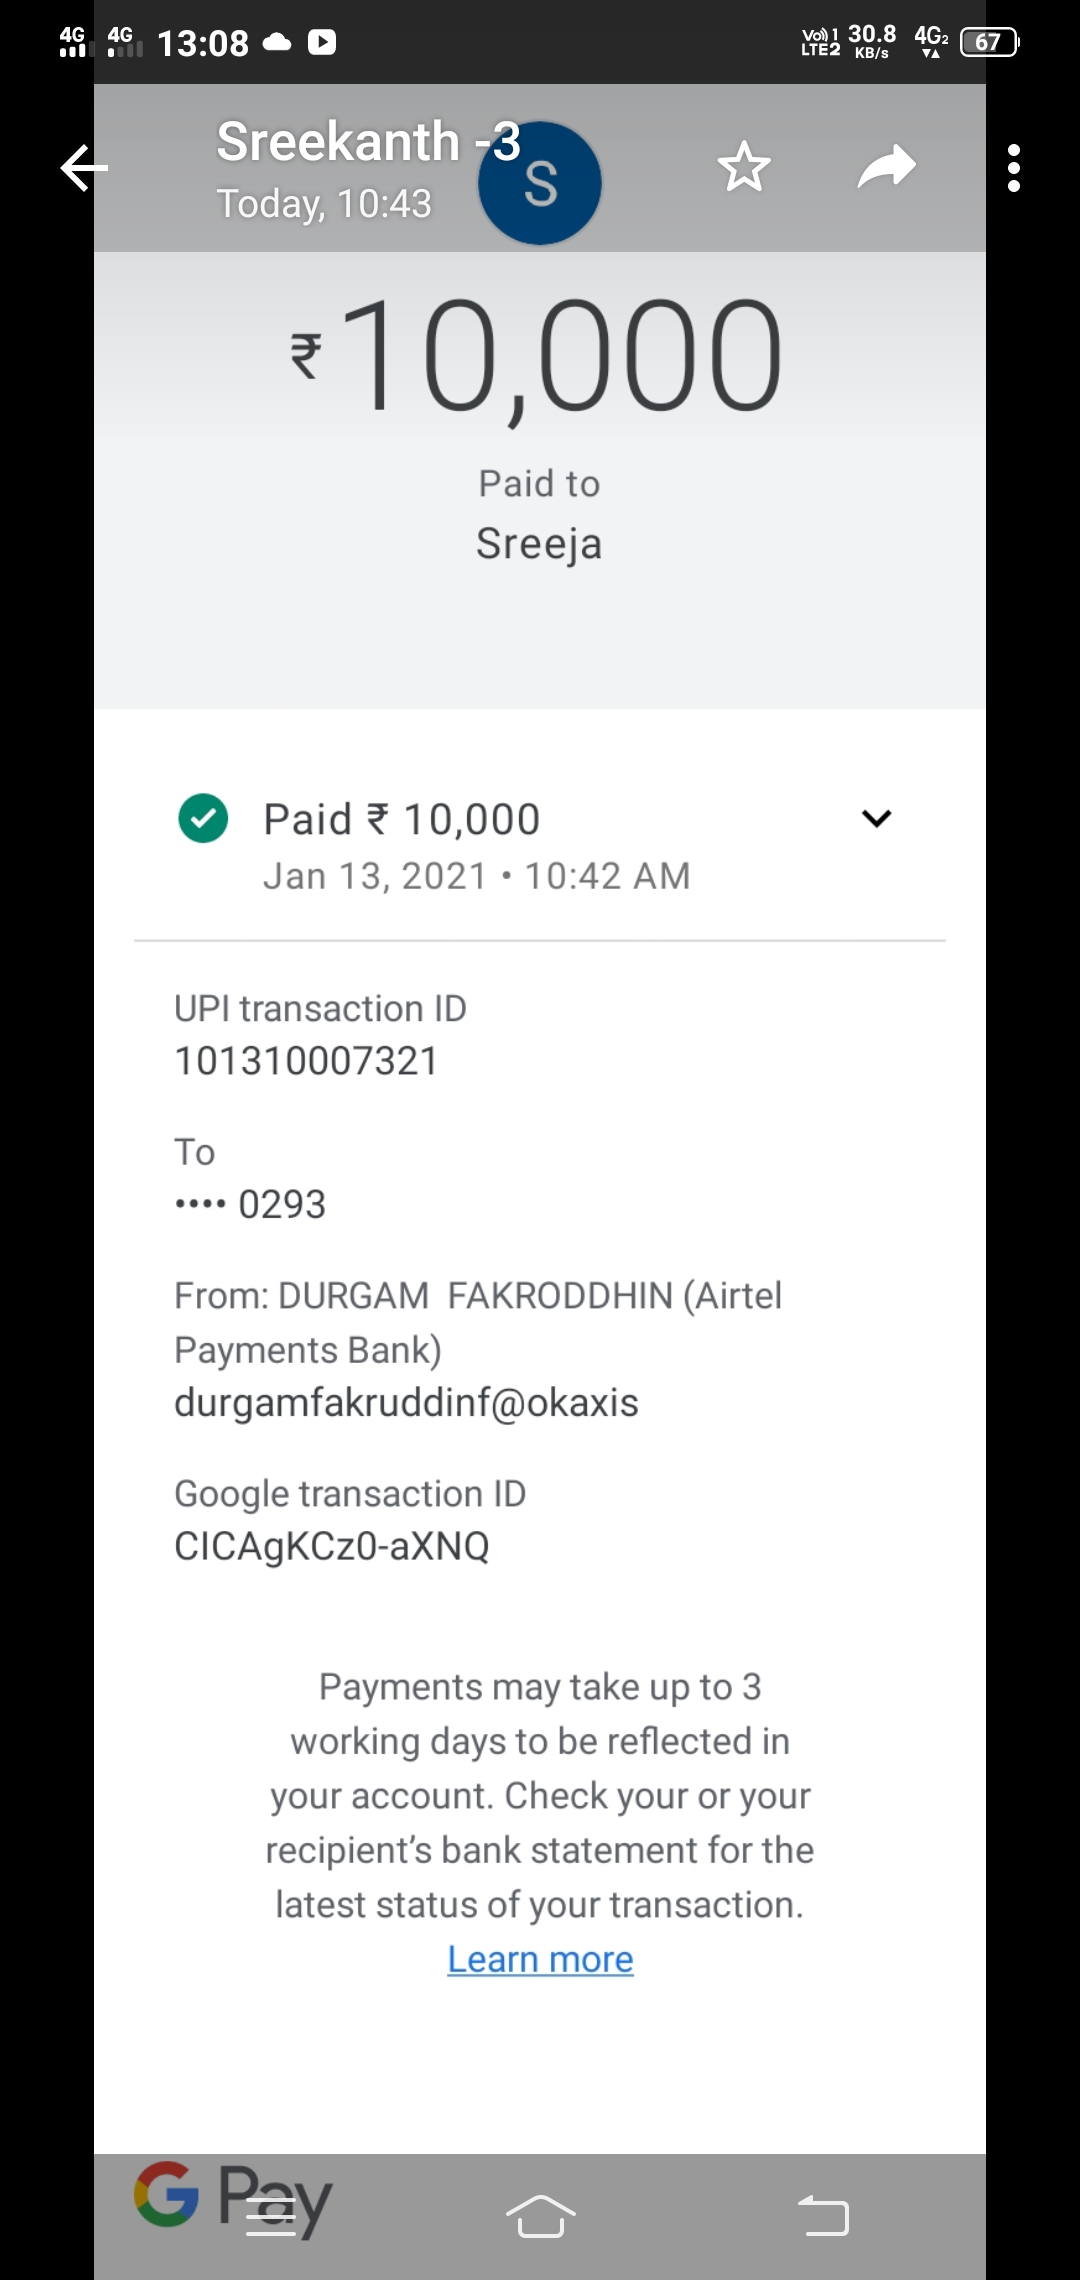 4G 4G 13:08 Vo)) 1 LTE2 30.8 KB/s 4G2 67
Sreekanth -3
Today, 10:43
S
₹10,000
Paid to
Sreeja
Paid ₹ 10,000
Jan 13, 2021 • 10:42 AM
UPI transaction ID
101310007321
To
•••• 0293
From: DURGAM  FAKRODDHIN (Airtel
Payments Bank)
durgamfakruddinf@okaxis
Google transaction ID
CICAgKCz0-aXNQ
Payments may take up to 3
working days to be reflected in
your account. Check your or your
recipient's bank statement for the
latest status of your transaction.
Learn more
G Pay